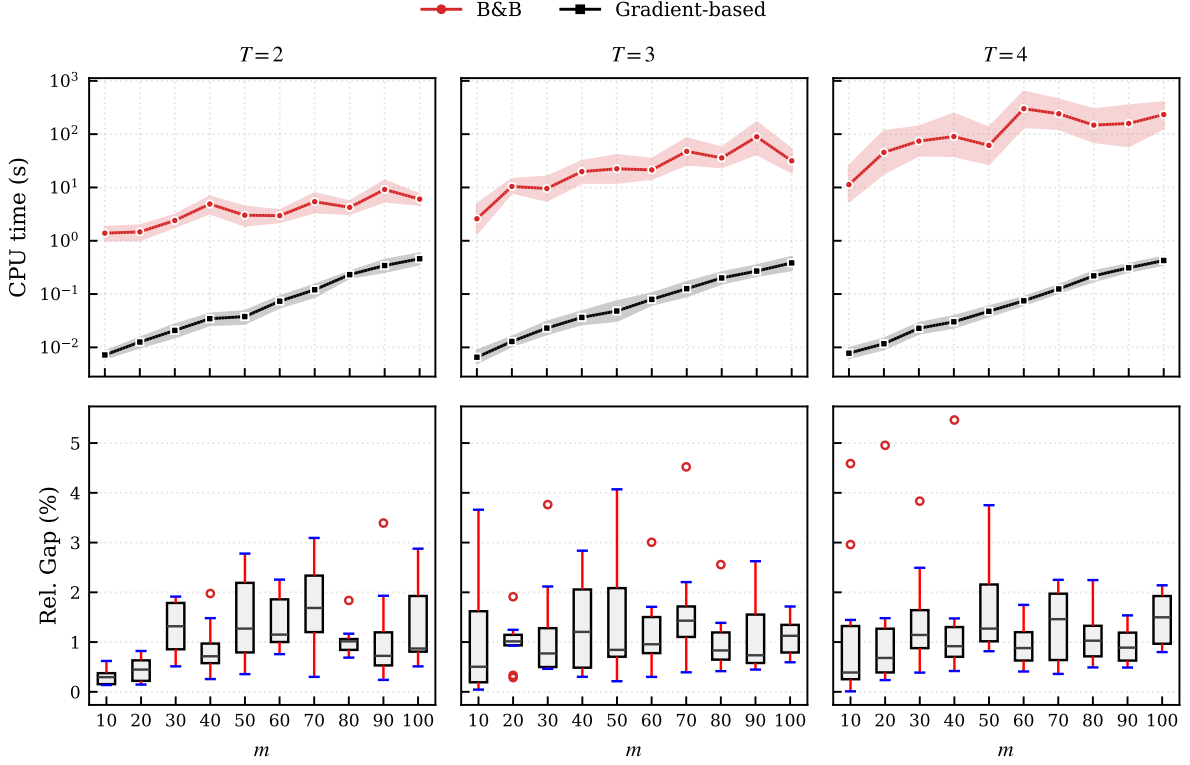 B&B Gradient-based
T = 2 T = 3 T = 4
CPU time (s)
10³
10²
10¹
10⁰
10⁻¹
10⁻²
Rel. Gap (%)
5
4
3
2
1
0
10 20 30 40 50 60 70 80 90 100 10 20 30 40 50 60 70 80 90 100 10 20 30 40 50 60 70 80 90 100
m m m